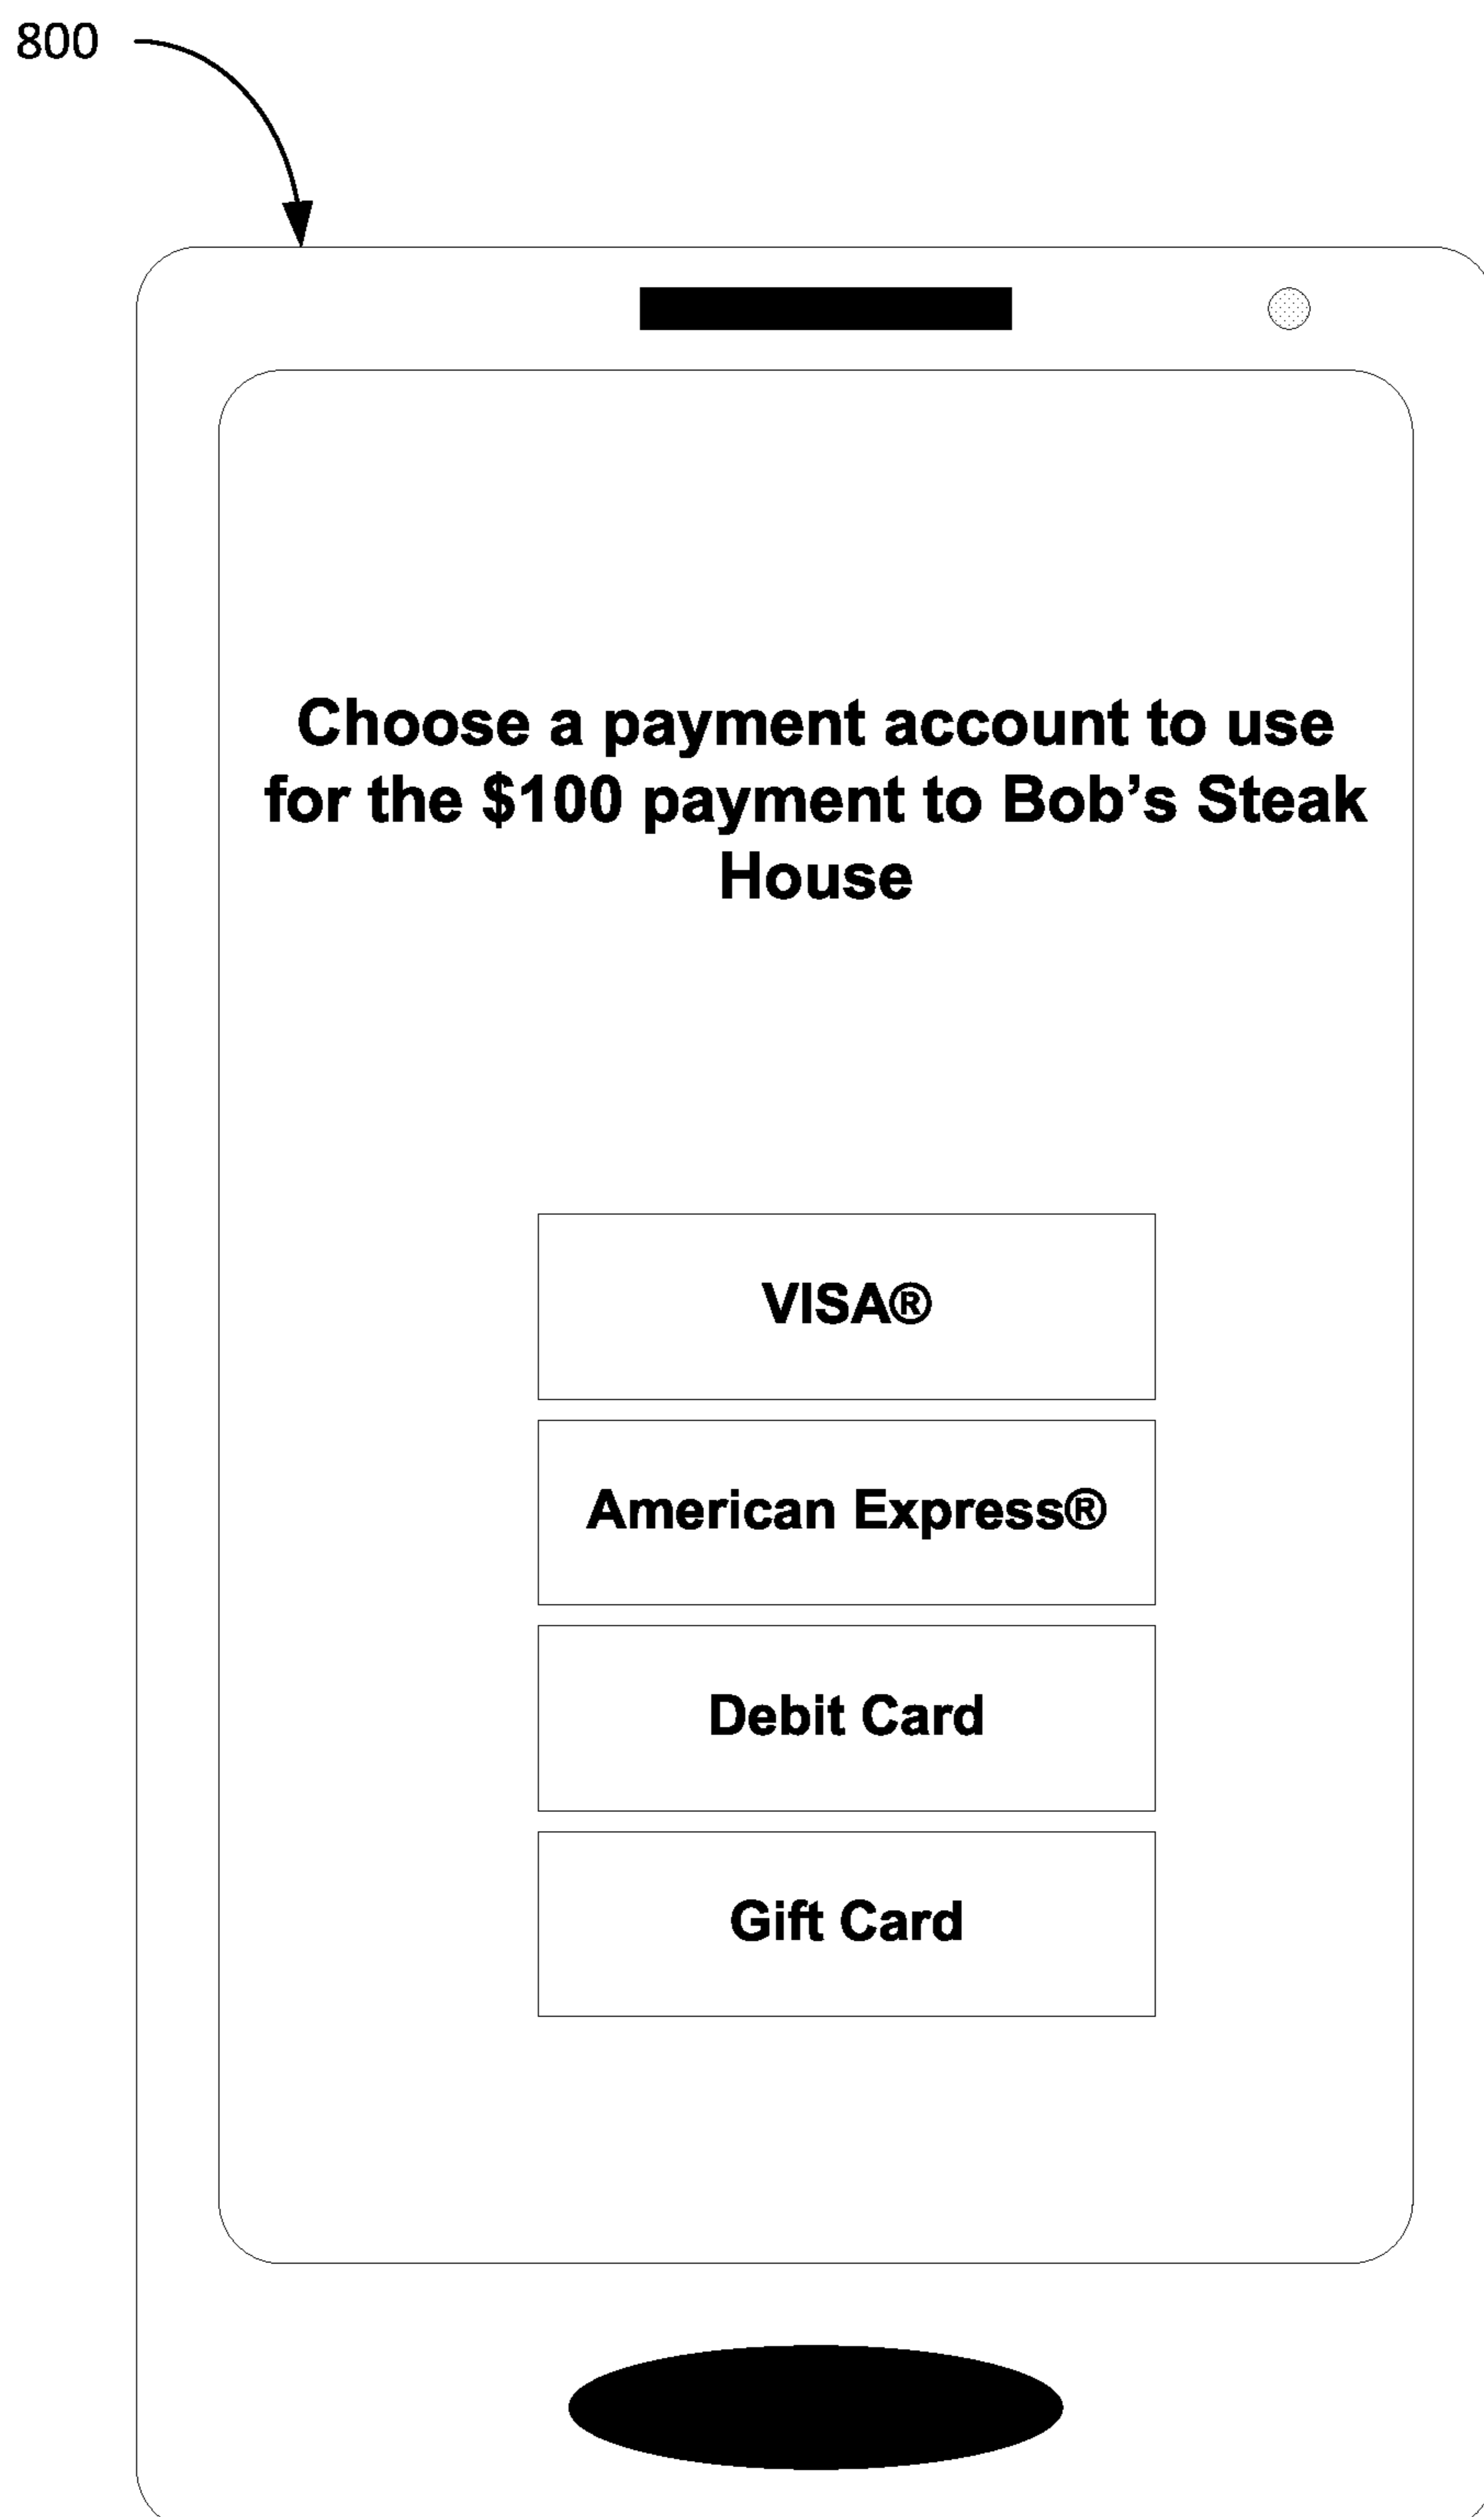 800
Choose a payment account to use
for the $100 payment to Bob’s Steak
House
VISA®
American Express®
Debit Card
Gift Card